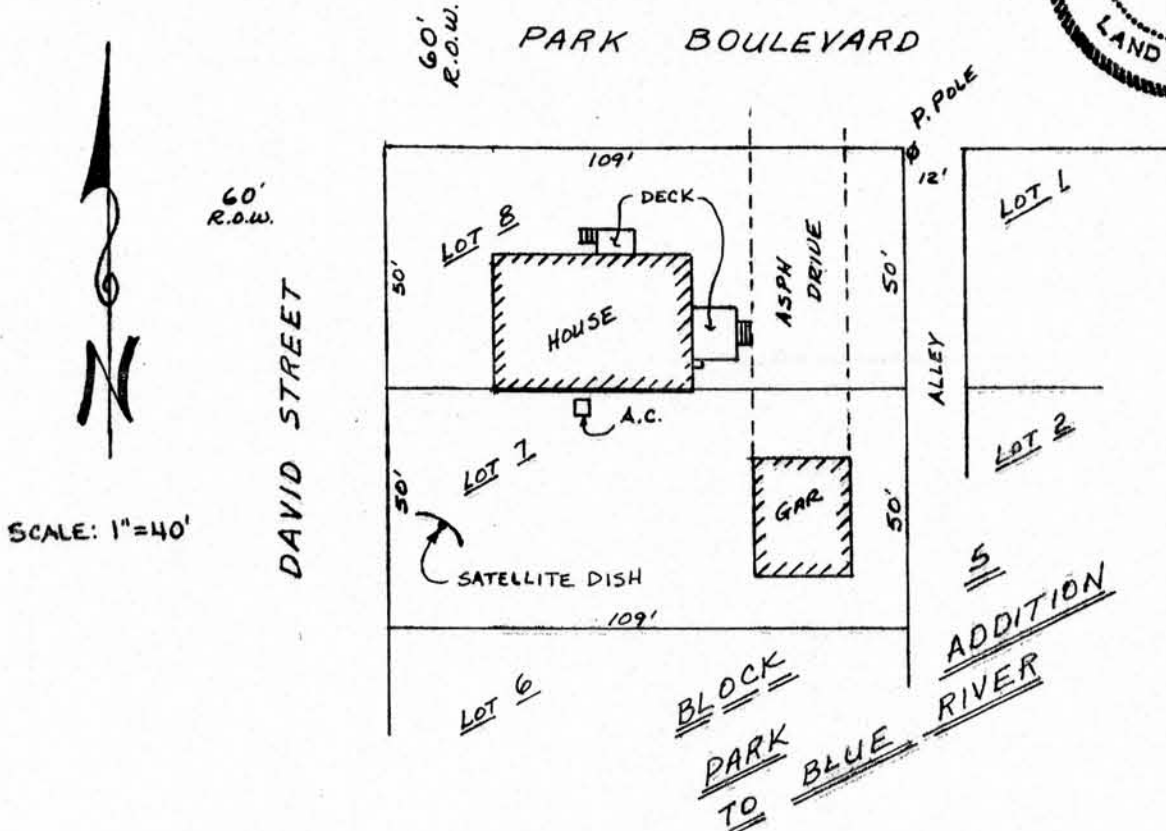 60'
R.O.W.
PARK BOULEVARD
LAND
P. POLE
109'
12'
60'
R.O.W.
DECK
LOT 8
LOT 1
50'
ASPH
DRIVE
50'
HOUSE
DAVID STREET
ALLEY
A.C.
LOT 7
LOT 2
GAR
50'
50'
N
SCALE: 1"=40'
SATELLITE DISH
109'
LOT 6
BLOCK 5
PARK ADDITION
TO BLUE RIVER